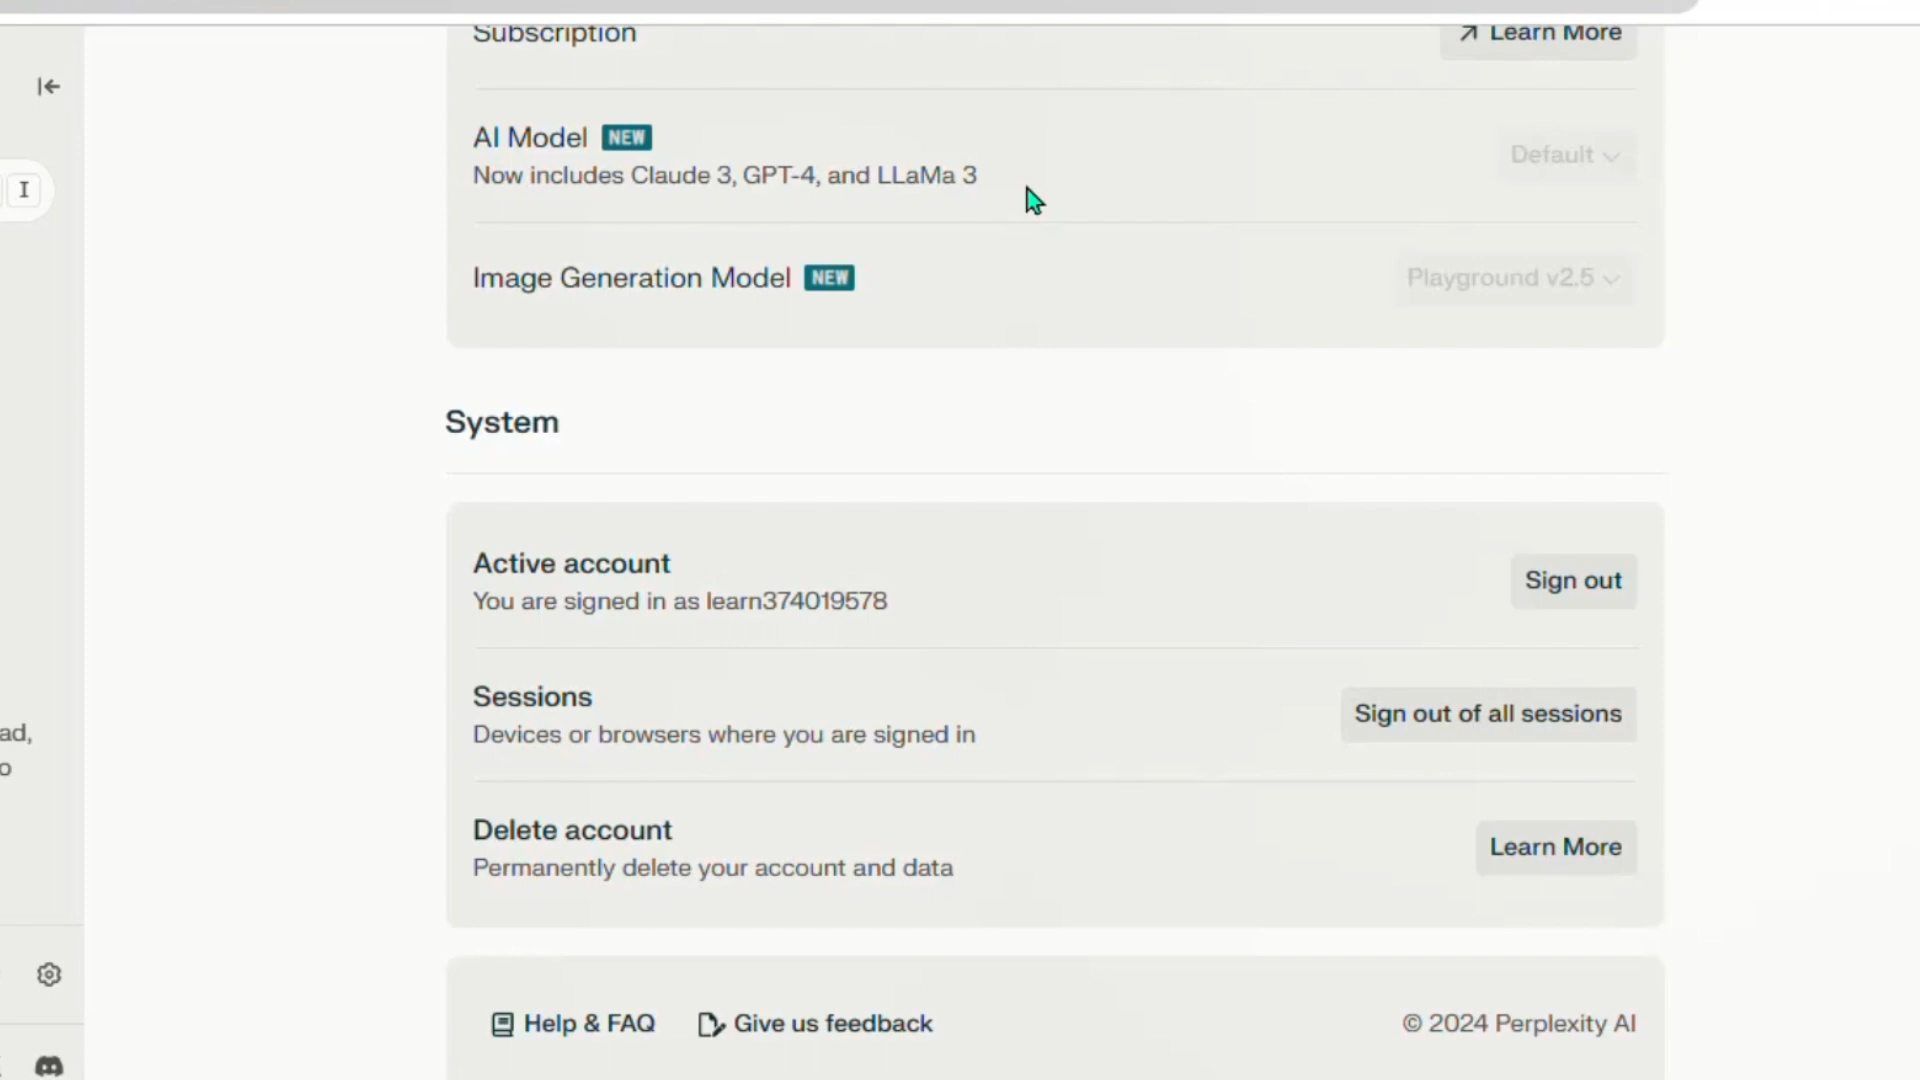 Subscription
Learn More
AI Model NEW
Now includes Claude 3, GPT-4, and LLaMa 3
Default
I
Image Generation Model NEW
Playground v2.5
System
Active account
You are signed in as learn374019578
Sign out
Sessions
Devices or browsers where you are signed in
Sign out of all sessions
ad,
o
Delete account
Permanently delete your account and data
Learn More
Help & FAQ
Give us feedback
© 2024 Perplexity AI